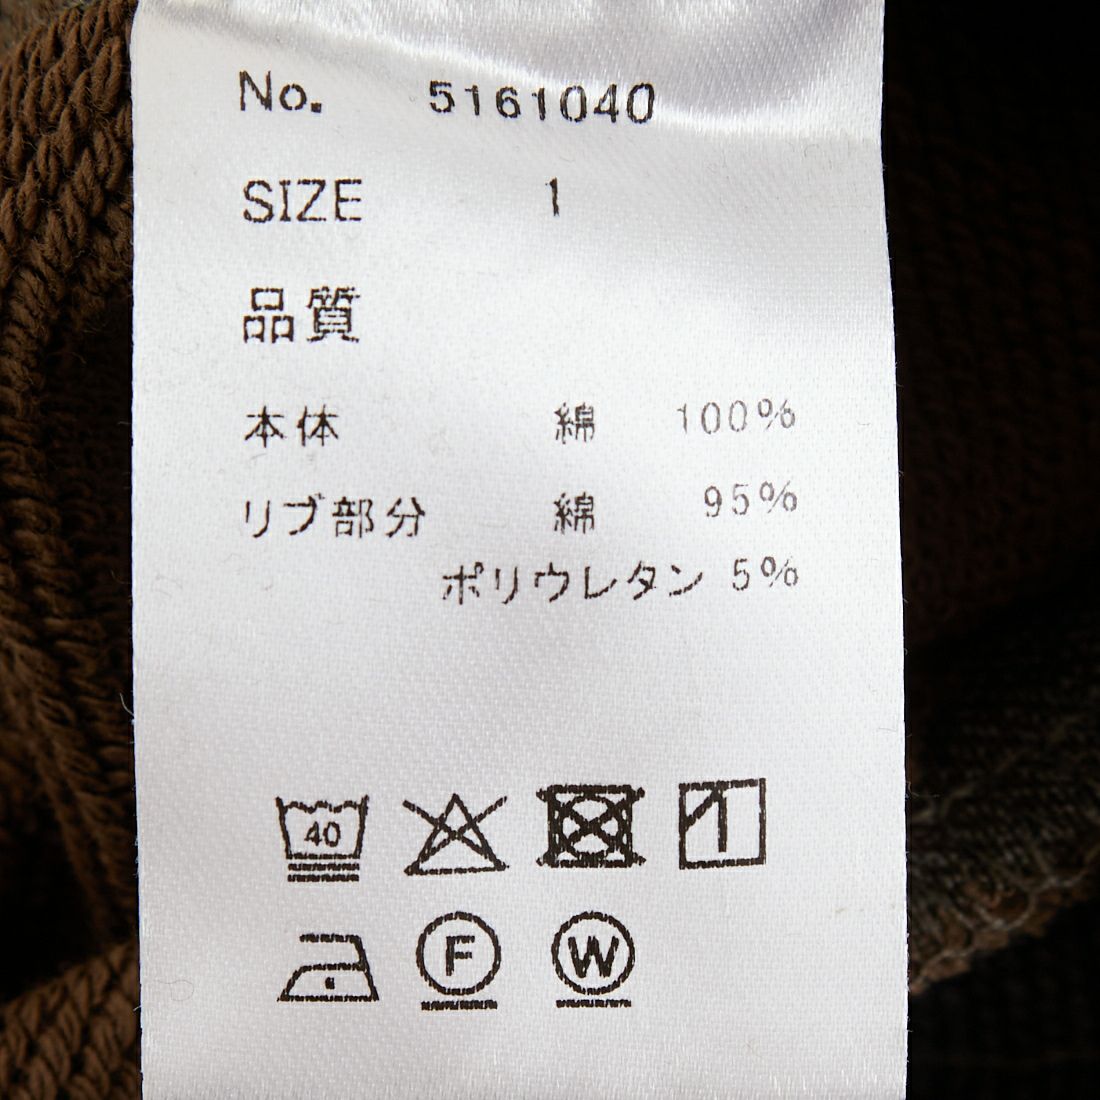 No. 5161040
SIZE 1
品質
本体 綿 100%
リブ部分 綿 95%
ポリウレタン 5%
40
F W